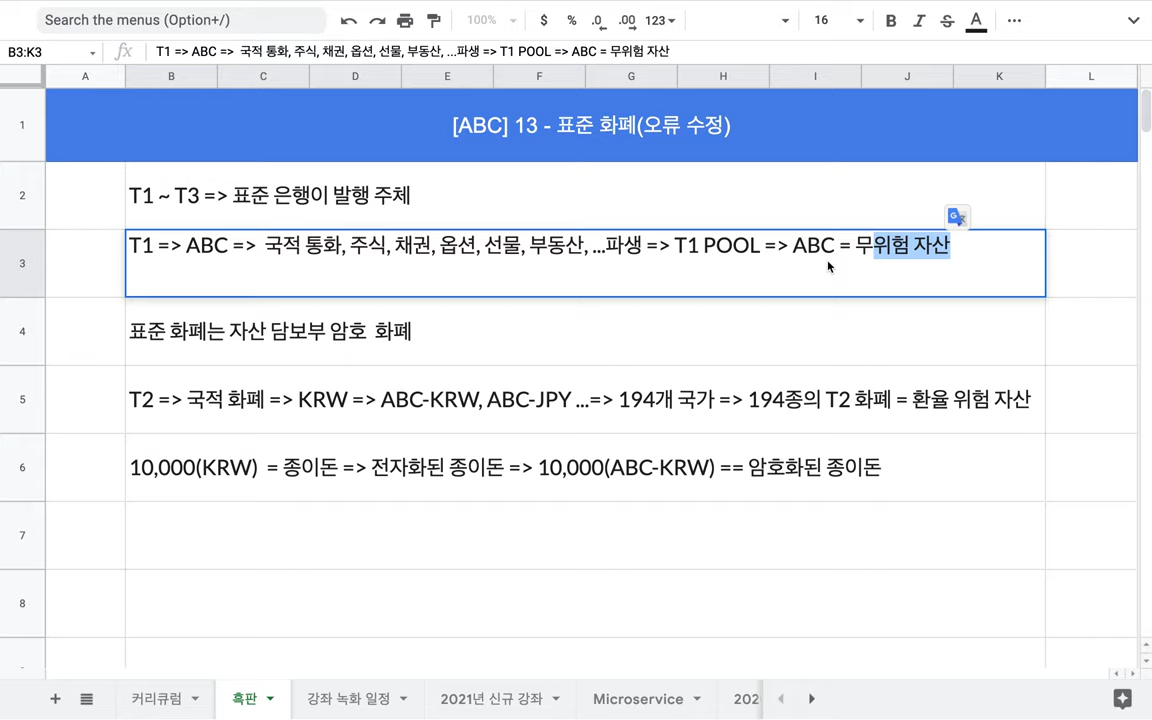 Search the menus (Option+/)
100%
$ % .0 .00 123
16
B I S A
B3:K3
fx T1 => ABC => 국적 통화, 주식, 채권, 옵션, 선물, 부동산, ...파생 => T1 POOL => ABC = 무위험 자산
A B C D E F G H I J K L
1 [ABC] 13 - 표준 화폐(오류 수정)
2 T1 ~ T3 => 표준 은행이 발행 주체
3 T1 => ABC => 국적 통화, 주식, 채권, 옵션, 선물, 부동산, ...파생 => T1 POOL => ABC = 무위험 자산
4 표준 화폐는 자산 담보부 암호 화폐
5 T2 => 국적 화폐 => KRW => ABC-KRW, ABC-JPY ...=> 194개 국가 => 194종의 T2 화폐 = 환율 위험 자산
6 10,000(KRW) = 종이돈 => 전자화된 종이돈 => 10,000(ABC-KRW) == 암호화된 종이돈
7
8
커리큐럼 흑판 강좌 녹화 일정 2021년 신규 강좌 Microservice 202